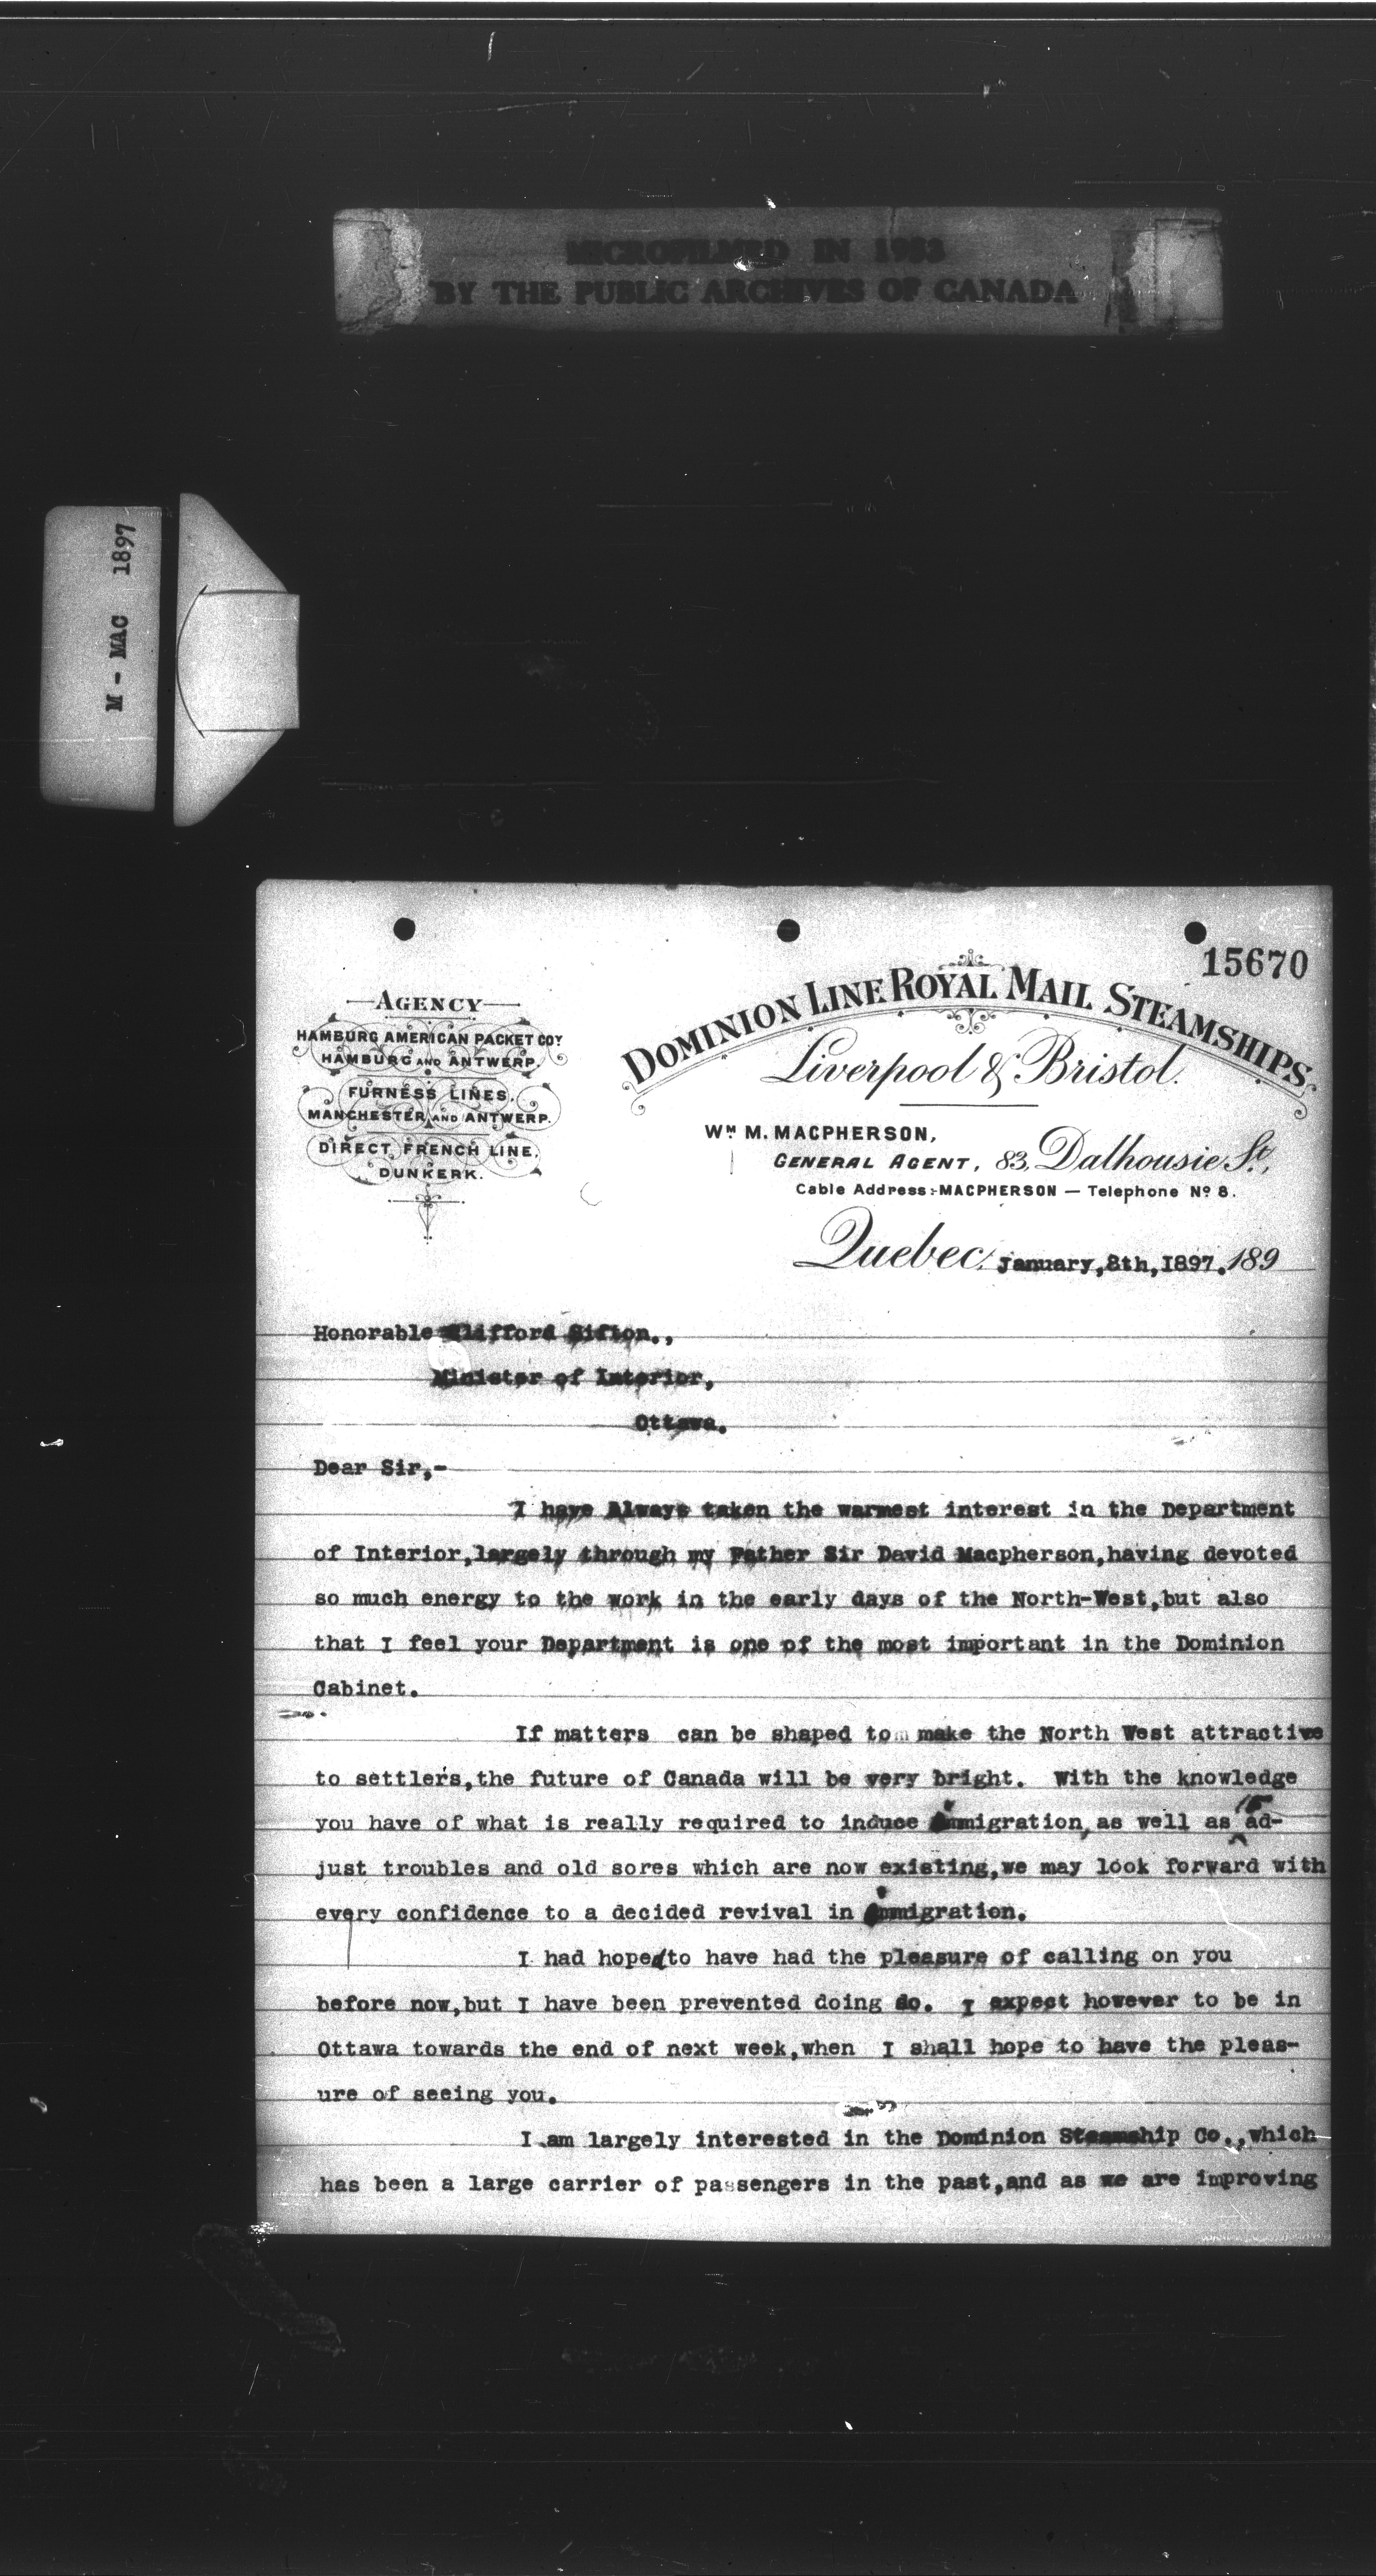 MICROFILMED IN 1983
BY THE PUBLIC ARCHIVES OF CANADA
M - MAC 1897
15670
AGENCY
HAMBURG AMERICAN PACKET COY
HAMBURG AND ANTWERP.
FURNESS LINES.
MANCHESTER AND ANTWERP.
DIRECT FRENCH LINE.
DUNKERK.
DOMINION LINE ROYAL MAIL STEAMSHIPS.
Liverpool & Bristol.
WM M. MACPHERSON,
GENERAL AGENT, 83, Dalhousie St,
Cable Address:-MACPHERSON — Telephone No 8.
Quebec, January,8th,1897. 189
Honorable Clifford Sifton.,
Minister of Interior,
Ottawa.
Dear Sir,-
I have Always taken the warmest interest in the Department
of Interior,largely through my Father Sir David Macpherson,having devoted
so much energy to the work in the early days of the North-West,but also
that I feel your Department is one of the most important in the Dominion
Cabinet.
If matters can be shaped to make the North West attractive
to settlers,the future of Canada will be very bright. With the knowledge
you have of what is really required to induce immigration, as well as to ad-
just troubles and old sores which are now existing,we may look forward with
every confidence to a decided revival in immigration.
I had hoped to have had the pleasure of calling on you
before now,but I have been prevented doing so. I expect however to be in
Ottawa towards the end of next week,when I shall hope to have the pleas-
ure of seeing you.
I am largely interested in the Dominion Steamship Co.,which
has been a large carrier of passengers in the past,and as we are improving